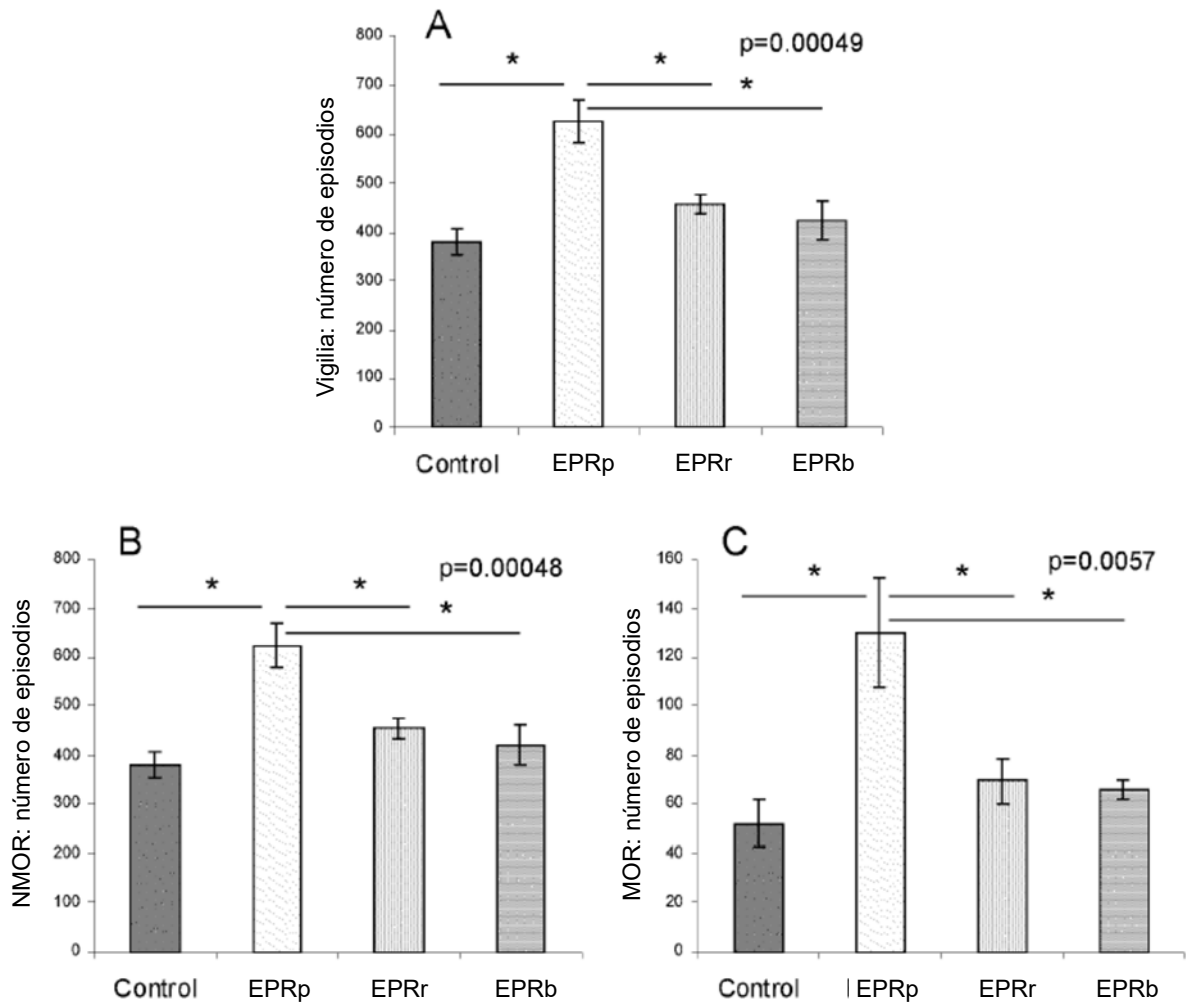 A
p=0.00049
* *
*
Vigilia: número de episodios
800
700
600
500
400
300
200
100
0
Control EPRp EPRr EPRb
B
p=0.00048
* *
*
NMOR: número de episodios
800
700
600
500
400
300
200
100
0
Control EPRp EPRr EPRb
C
p=0.0057
* *
*
MOR: número de episodios
160
140
120
100
80
60
40
20
0
Control EPRp EPRr EPRb